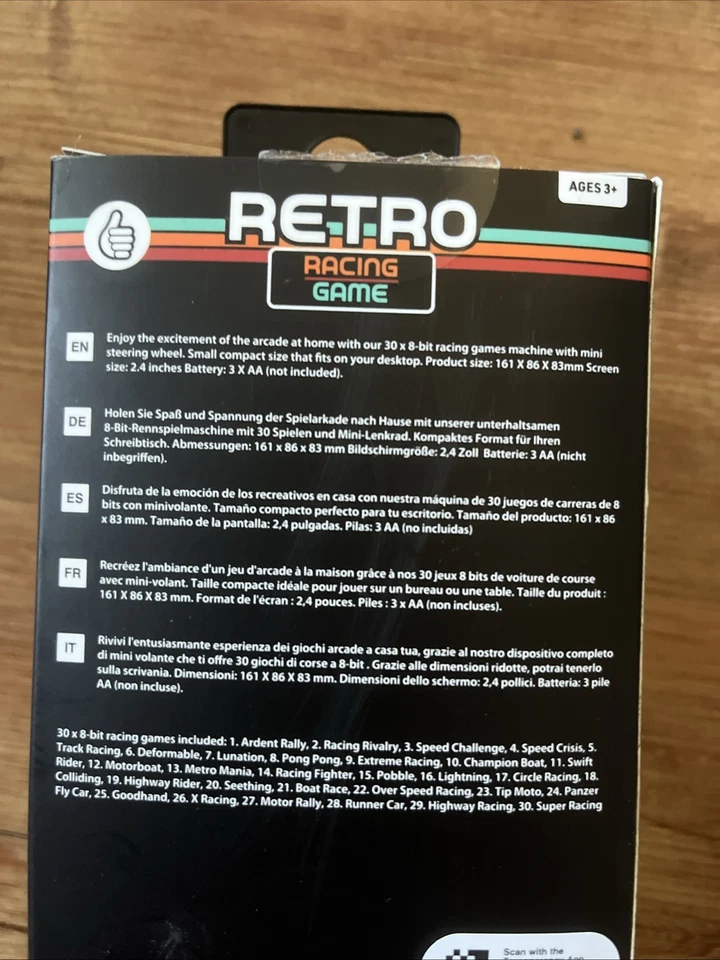 AGES 3+
RETRO
RACING
GAME
EN
Enjoy the excitement of the arcade at home with our 30 x 8-bit racing games machine with mini
steering wheel. Small compact size that fits on your desktop. Product size: 161 X 86 X 83mm Screen
size: 2.4 inches Battery: 3 X AA (not included).
DE
Holen Sie Spaß und Spannung der Spielarkade nach Hause mit unserer unterhaltsamen
8-Bit-Rennspielmaschine mit 30 Spielen und Mini-Lenkrad. Kompaktes Format für Ihren
Schreibtisch. Abmessungen: 161 x 86 x 83 mm Bildschirmgröße: 2,4 Zoll Batterie: 3 AA (nicht
inbegriffen).
ES
Disfruta de la emoción de los recreativos en casa con nuestra máquina de 30 juegos de carreras de 8
bits con minivolante. Tamaño compacto perfecto para tu escritorio. Tamaño del producto: 161 x 86
x 83 mm. Tamaño de la pantalla: 2,4 pulgadas. Pilas: 3 AA (no incluidas)
FR
Recréez l'ambiance d'un jeu d'arcade à la maison grâce à nos 30 jeux 8 bits de voiture de course
avec mini-volant. Taille compacte idéale pour jouer sur un bureau ou une table. Taille du produit :
161 X 86 X 83 mm. Format de l'écran : 2,4 pouces. Piles : 3 x AA (non incluses).
IT
Rivivi l'entusiasmante esperienza dei giochi arcade a casa tua, grazie al nostro dispositivo completo
di mini volante che ti offre 30 giochi di corse a 8-bit . Grazie alle dimensioni ridotte, potrai tenerlo
sulla scrivania. Dimensioni: 161 X 86 X 83 mm. Dimensioni dello schermo: 2,4 pollici. Batteria: 3 pile
AA (non incluse).
30 x 8-bit racing games included: 1. Ardent Rally, 2. Racing Rivalry, 3. Speed Challenge, 4. Speed Crisis, 5.
Track Racing, 6. Deformable, 7. Lunation, 8. Pong Pong, 9. Extreme Racing, 10. Champion Boat, 11. Swift
Rider, 12. Motorboat, 13. Metro Mania, 14. Racing Fighter, 15. Pobble, 16. Lightning, 17. Circle Racing, 18.
Colliding, 19. Highway Rider, 20. Seething, 21. Boat Race, 22. Over Speed Racing, 23. Tip Moto, 24. Panzer
Fly Car, 25. Goodhand, 26. X Racing, 27. Motor Rally, 28. Runner Car, 29. Highway Racing, 30. Super Racing
Scan with the